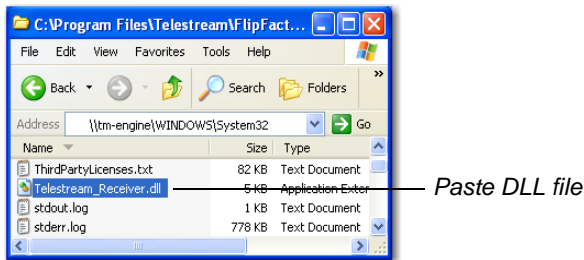 C:\Program Files\Telestream\FlipFact...
File Edit View Favorites Tools Help
Back Search Folders »
Address \\tm-engine\WINDOWS\System32 Go
Name Size Type
ThirdPartyLicenses.txt 82 KB Text Document
Telestream_Receiver.dll 5 KB Application Exter
Paste DLL file
stdout.log 1 KB Text Document
stderr.log 778 KB Text Document